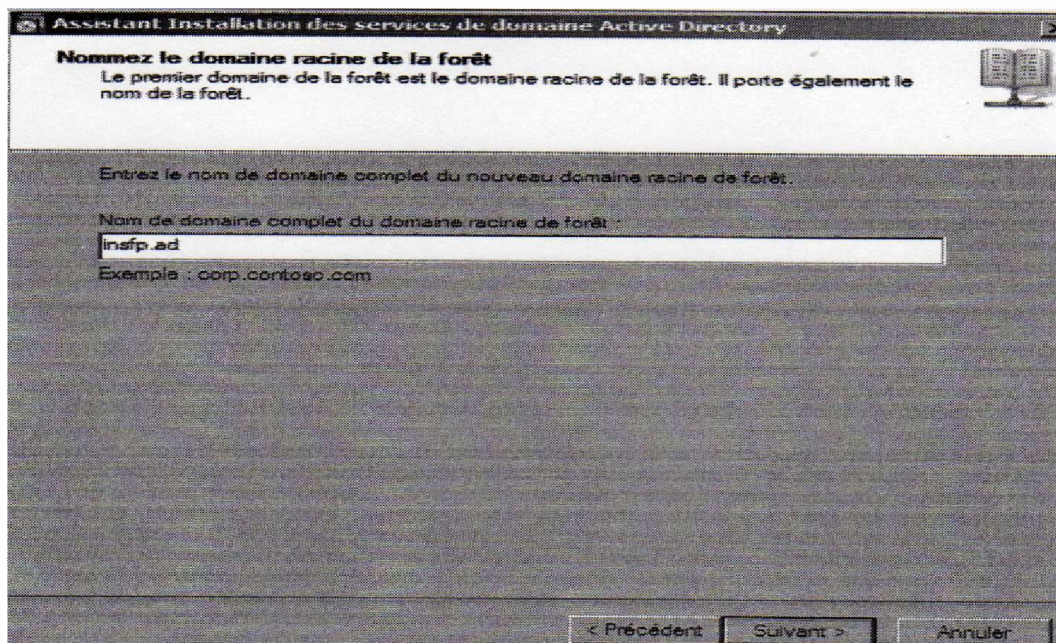 Assistant Installation des services de domaine Active Directory
Nommez le domaine racine de la forêt
Le premier domaine de la forêt est le domaine racine de la forêt. Il porte également le
nom de la forêt.
Entrez le nom de domaine complet du nouveau domaine racine de forêt.
Nom de domaine complet du domaine racine de forêt :
insfp.ad
Exemple : corp.contoso.com
< Précédent
Suivant >
Annuler